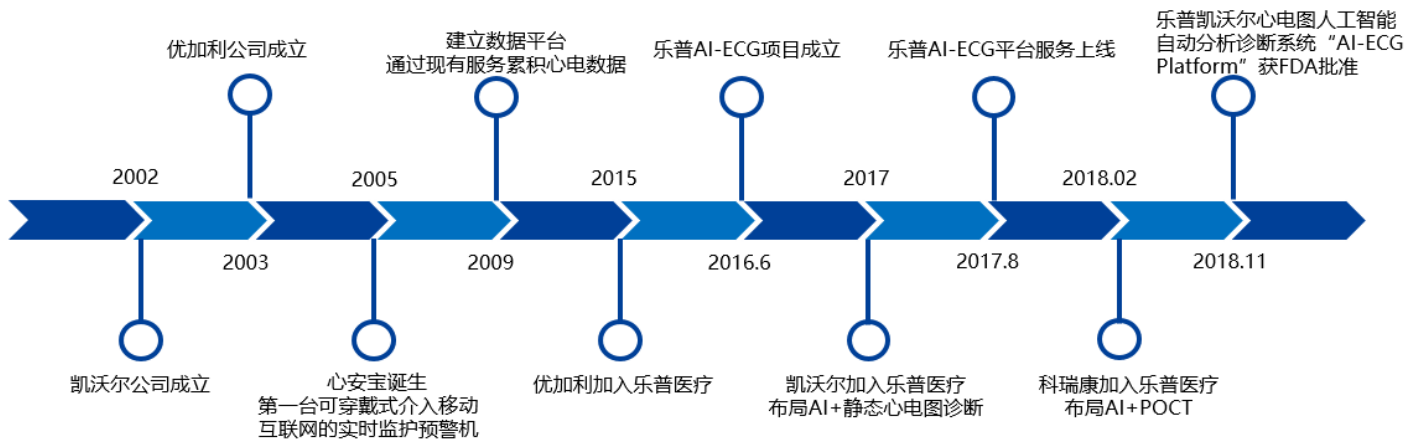 优加利公司成立
建立数据平台
通过现有服务累积心电数据
乐普AI-ECG项目成立
乐普AI-ECG平台服务上线
乐普凯沃尔心电图人工智能
自动分析诊断系统“AI-ECG
Platform”获FDA批准
2002
2005
2015
2017
2018.02
2003
2009
2016.6
2017.8
2018.11
凯沃尔公司成立
心安宝诞生
第一台可穿戴式介入移动
互联网的实时监护预警机
优加利加入乐普医疗
凯沃尔加入乐普医疗
布局AI+静态心电图诊断
科瑞康加入乐普医疗
布局AI+POCT